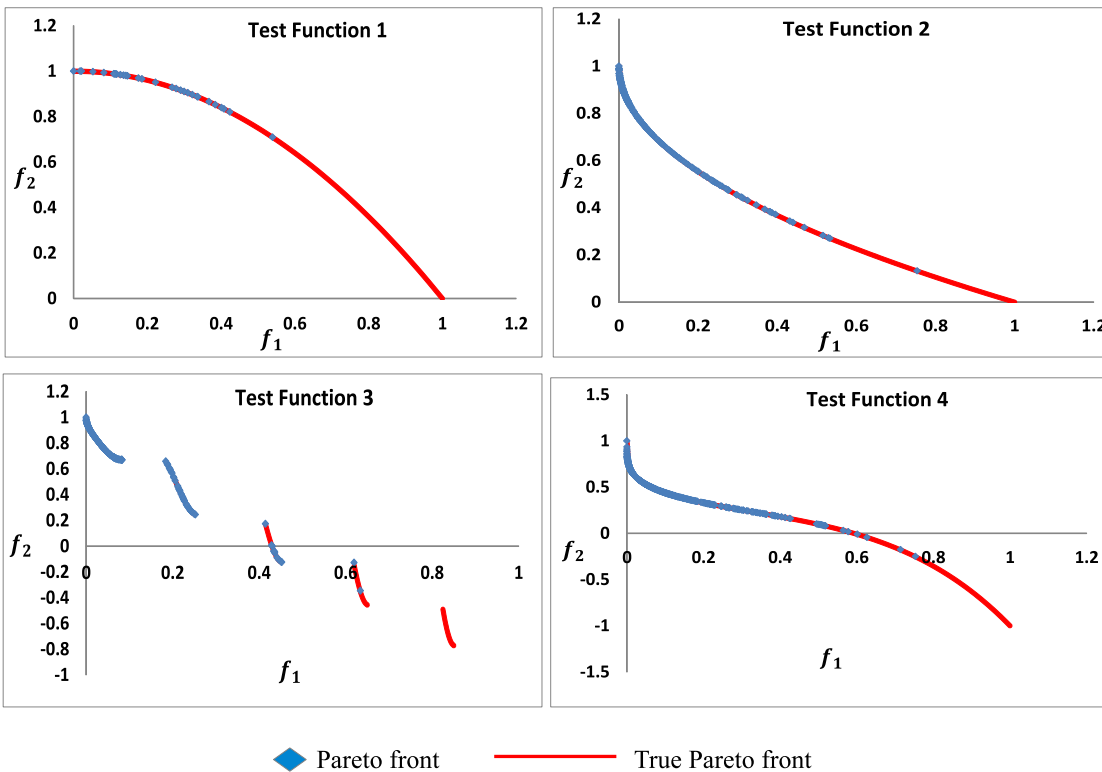 Test Function 1
1.2
1
0.8
0.6
f₂
0.4
0.2
0
0 0.2 0.4 0.6 0.8 1 1.2
f₁
Test Function 2
1.2
1
0.8
0.6
f₂
0.4
0.2
0
0 0.2 0.4 0.6 0.8 1 1.2
f₁
Test Function 3
1.2
1
0.8
0.6
0.4
0.2
f₂ 0
-0.2
0 0.2 0.4 0.6 0.8 1
-0.4
-0.6
-0.8
-1
f₁
Test Function 4
1.5
1
0.5
0
f₂
0 0.2 0.4 0.6 0.8 1 1.2
-0.5
-1
f₁
-1.5
Pareto front True Pareto front